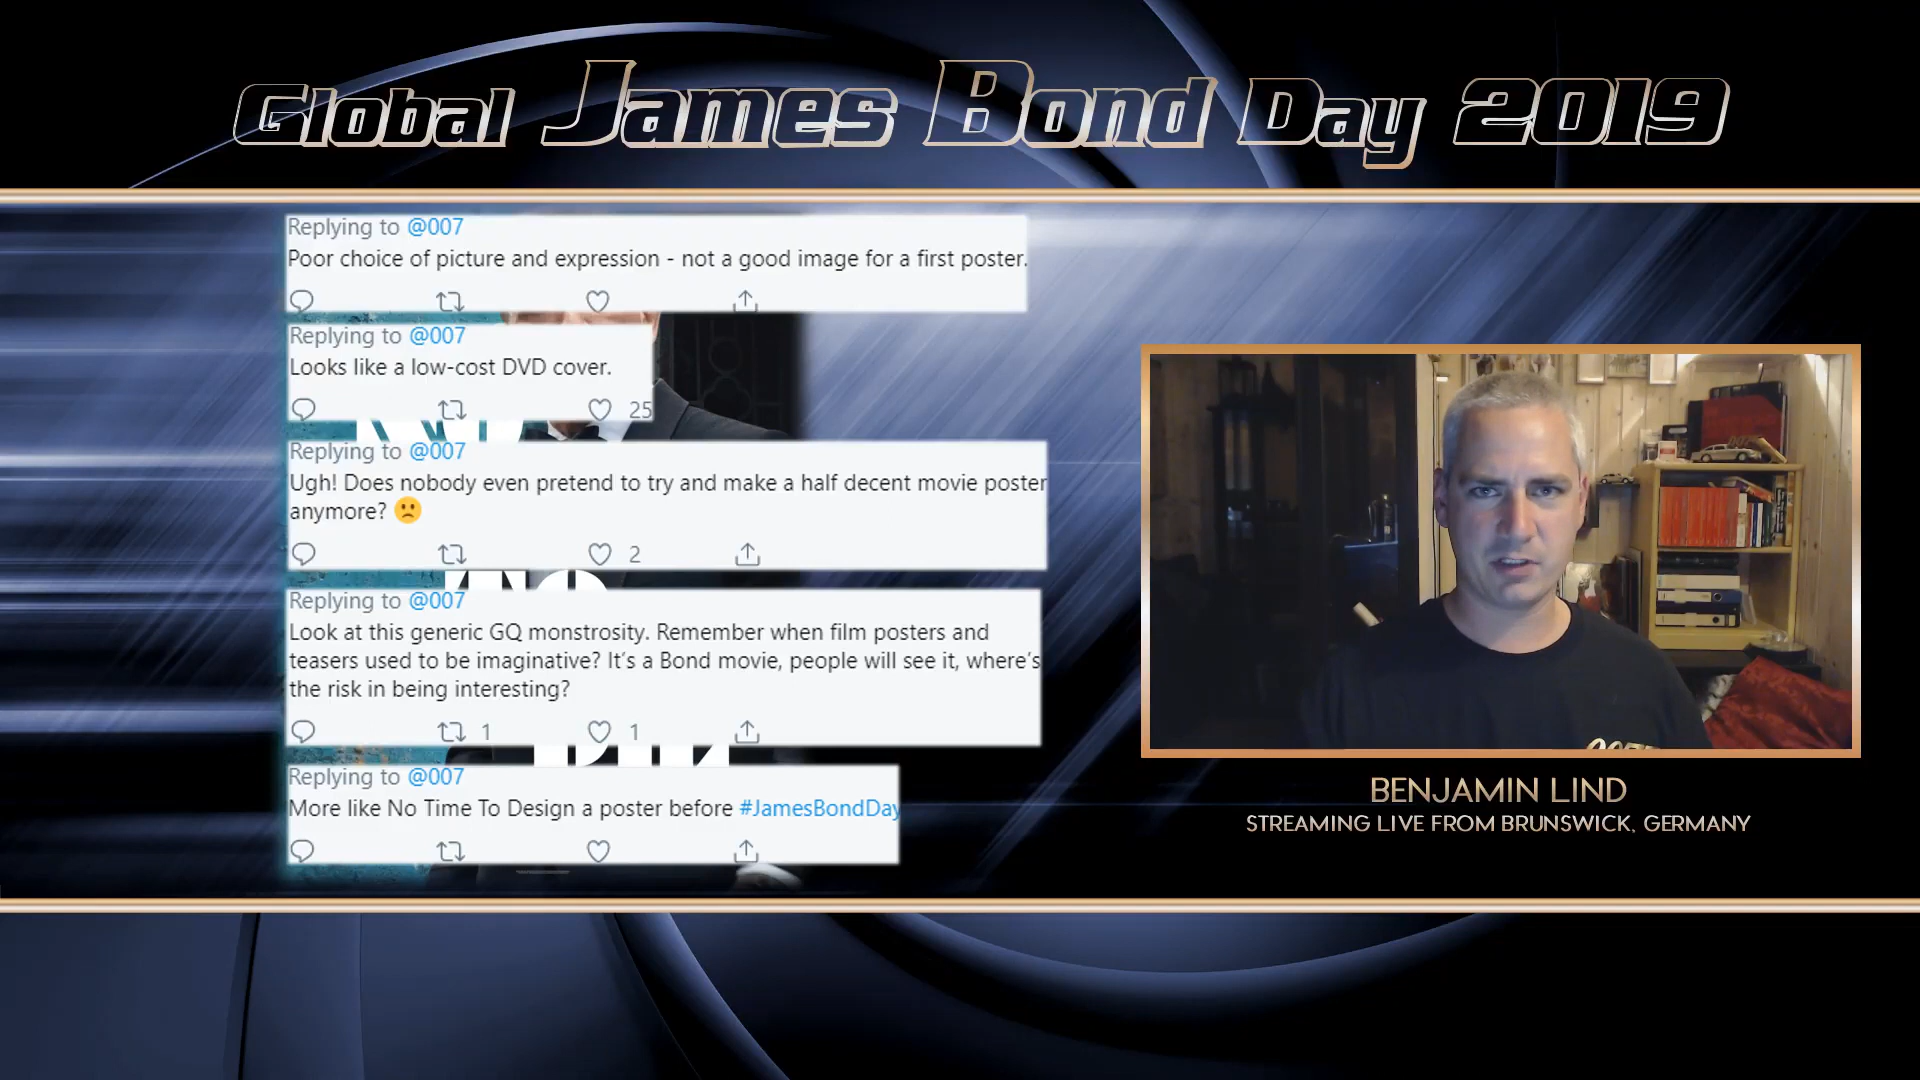 Global James Bond Day 2019
Replying to @007
Poor choice of picture and expression - not a good image for a first poster.
Replying to @007
Looks like a low-cost DVD cover.
25
Replying to @007
Ugh! Does nobody even pretend to try and make a half decent movie poster
anymore? 🙁
2
Replying to @007
Look at this generic GQ monstrosity. Remember when film posters and
teasers used to be imaginative? It's a Bond movie, people will see it, where's
the risk in being interesting?
1 1
Replying to @007
More like No Time To Design a poster before #JamesBondDay
007
BENJAMIN LIND
STREAMING LIVE FROM BRUNSWICK, GERMANY